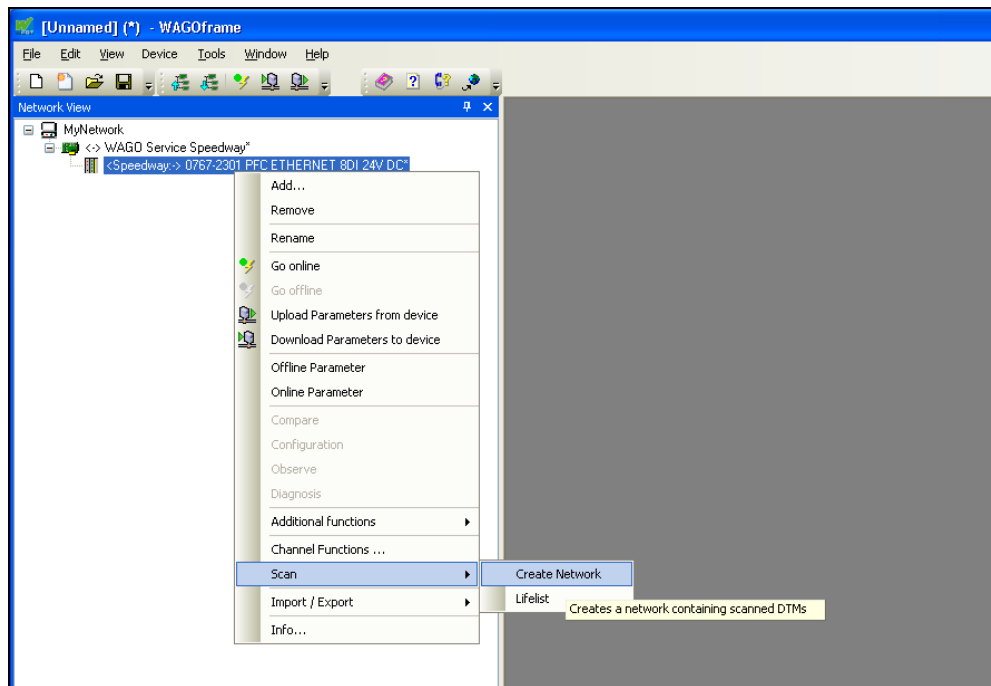 [Unnamed] (*) - WAGOframe
File Edit View Device Tools Window Help
Network View
MyNetwork
<-> WAGO Service Speedway*
<Speedway:-> 0767-2301 PFC ETHERNET 8DI 24V DC*
Add...
Remove
Rename
Go online
Go offline
Upload Parameters from device
Download Parameters to device
Offline Parameter
Online Parameter
Compare
Configuration
Observe
Diagnosis
Additional functions
Channel Functions ...
Scan
Create Network
Lifelist
Creates a network containing scanned DTMs
Import / Export
Info...